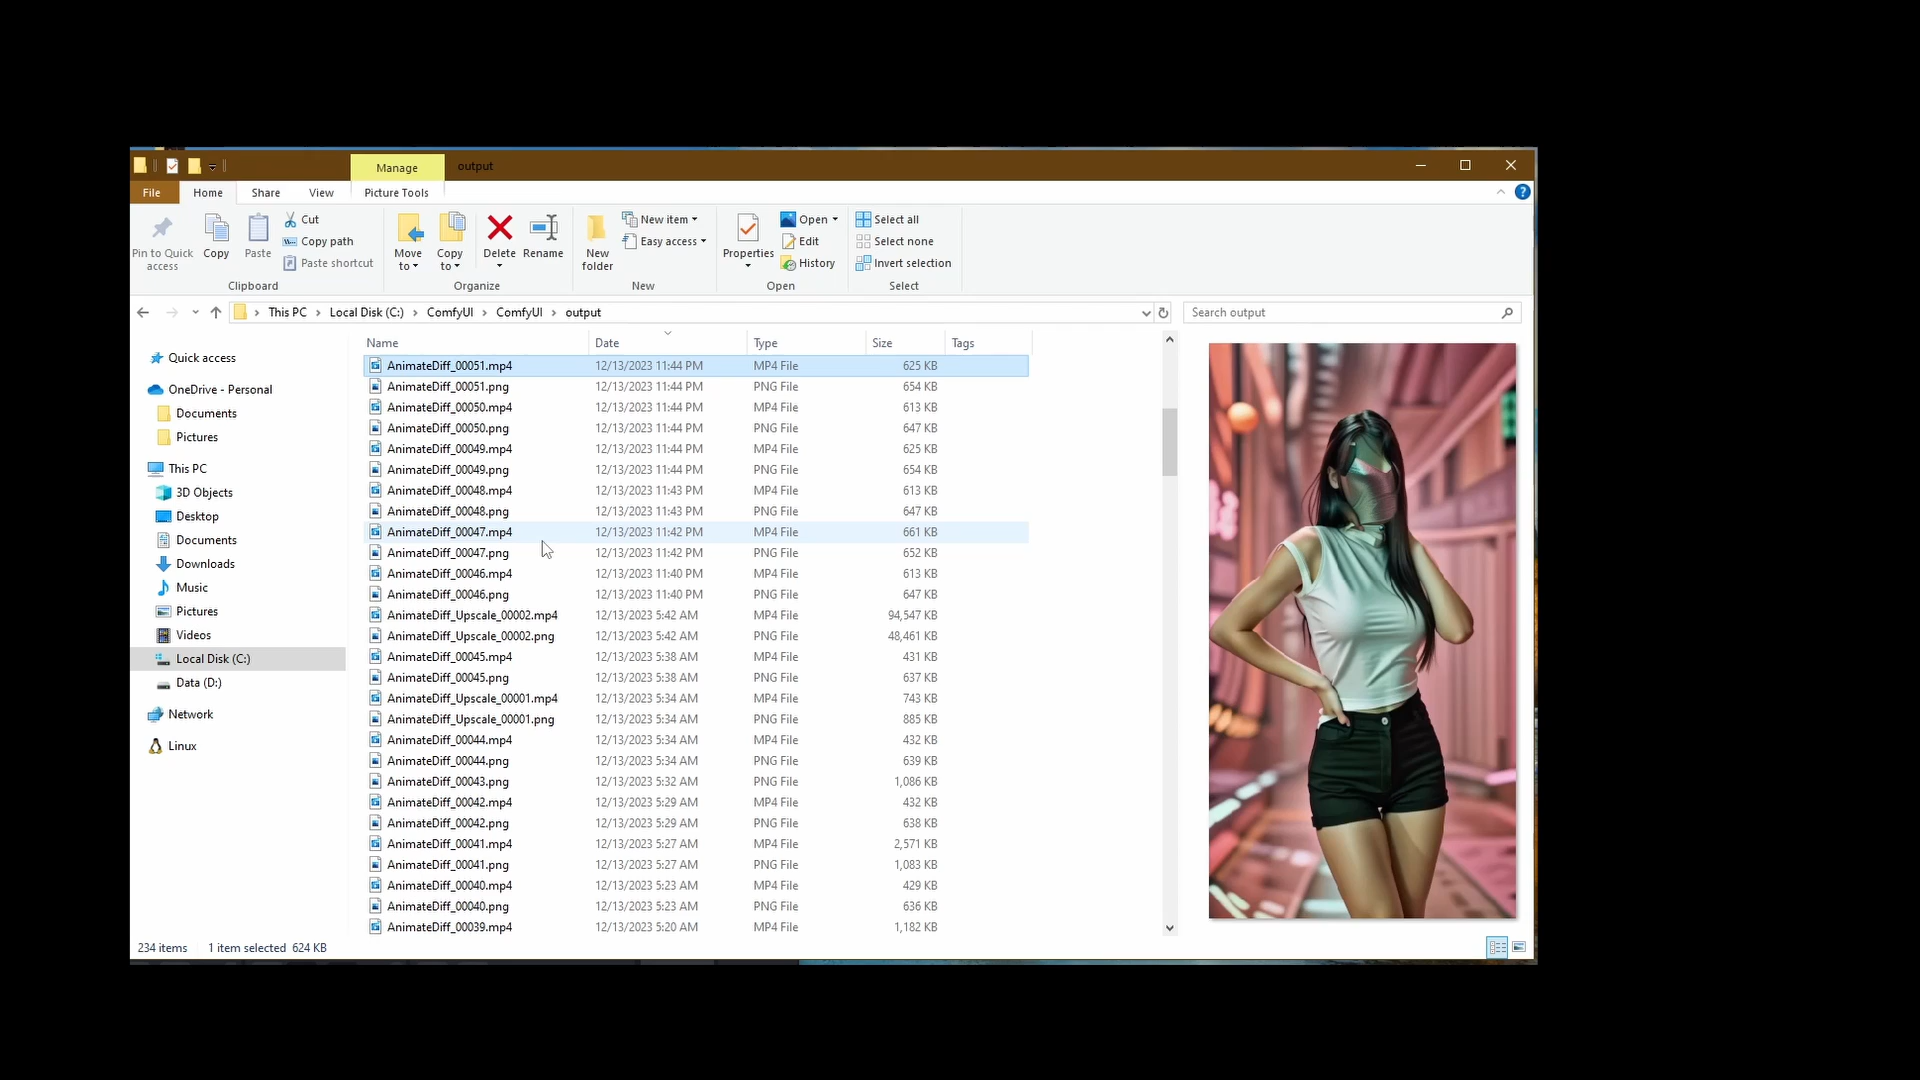 Manage output
File Home Share View Picture Tools
Pin to Quick access
Copy
Paste
Cut
Copy path
Paste shortcut
Clipboard
Move to
Copy to
Delete
Rename
Organize
New folder
New item
Easy access
New
Properties
Open
Edit
History
Open
Select all
Select none
Invert selection
Select
This PC > Local Disk (C:) > ComfyUI > ComfyUI > output
Search output
Quick access
OneDrive - Personal
Documents
Pictures
This PC
3D Objects
Desktop
Documents
Downloads
Music
Pictures
Videos
Local Disk (C:)
Data (D:)
Network
Linux
Name Date Type Size Tags
AnimateDiff_00051.mp4 12/13/2023 11:44 PM MP4 File 625 KB
AnimateDiff_00051.png 12/13/2023 11:44 PM PNG File 654 KB
AnimateDiff_00050.mp4 12/13/2023 11:44 PM MP4 File 613 KB
AnimateDiff_00050.png 12/13/2023 11:44 PM PNG File 647 KB
AnimateDiff_00049.mp4 12/13/2023 11:44 PM MP4 File 625 KB
AnimateDiff_00049.png 12/13/2023 11:44 PM PNG File 654 KB
AnimateDiff_00048.mp4 12/13/2023 11:43 PM MP4 File 613 KB
AnimateDiff_00048.png 12/13/2023 11:43 PM PNG File 647 KB
AnimateDiff_00047.mp4 12/13/2023 11:42 PM MP4 File 661 KB
AnimateDiff_00047.png 12/13/2023 11:42 PM PNG File 652 KB
AnimateDiff_00046.mp4 12/13/2023 11:40 PM MP4 File 613 KB
AnimateDiff_00046.png 12/13/2023 11:40 PM PNG File 647 KB
AnimateDiff_Upscale_00002.mp4 12/13/2023 5:42 AM MP4 File 94,547 KB
AnimateDiff_Upscale_00002.png 12/13/2023 5:42 AM PNG File 48,461 KB
AnimateDiff_00045.mp4 12/13/2023 5:38 AM MP4 File 431 KB
AnimateDiff_00045.png 12/13/2023 5:38 AM PNG File 637 KB
AnimateDiff_Upscale_00001.mp4 12/13/2023 5:34 AM MP4 File 743 KB
AnimateDiff_Upscale_00001.png 12/13/2023 5:34 AM PNG File 885 KB
AnimateDiff_00044.mp4 12/13/2023 5:34 AM MP4 File 432 KB
AnimateDiff_00044.png 12/13/2023 5:34 AM PNG File 639 KB
AnimateDiff_00043.png 12/13/2023 5:32 AM PNG File 1,086 KB
AnimateDiff_00042.mp4 12/13/2023 5:29 AM MP4 File 432 KB
AnimateDiff_00042.png 12/13/2023 5:29 AM PNG File 638 KB
AnimateDiff_00041.mp4 12/13/2023 5:27 AM MP4 File 2,571 KB
AnimateDiff_00041.png 12/13/2023 5:27 AM PNG File 1,083 KB
AnimateDiff_00040.mp4 12/13/2023 5:23 AM MP4 File 429 KB
AnimateDiff_00040.png 12/13/2023 5:23 AM PNG File 636 KB
AnimateDiff_00039.mp4 12/13/2023 5:20 AM MP4 File 1,182 KB
234 items 1 item selected 624 KB